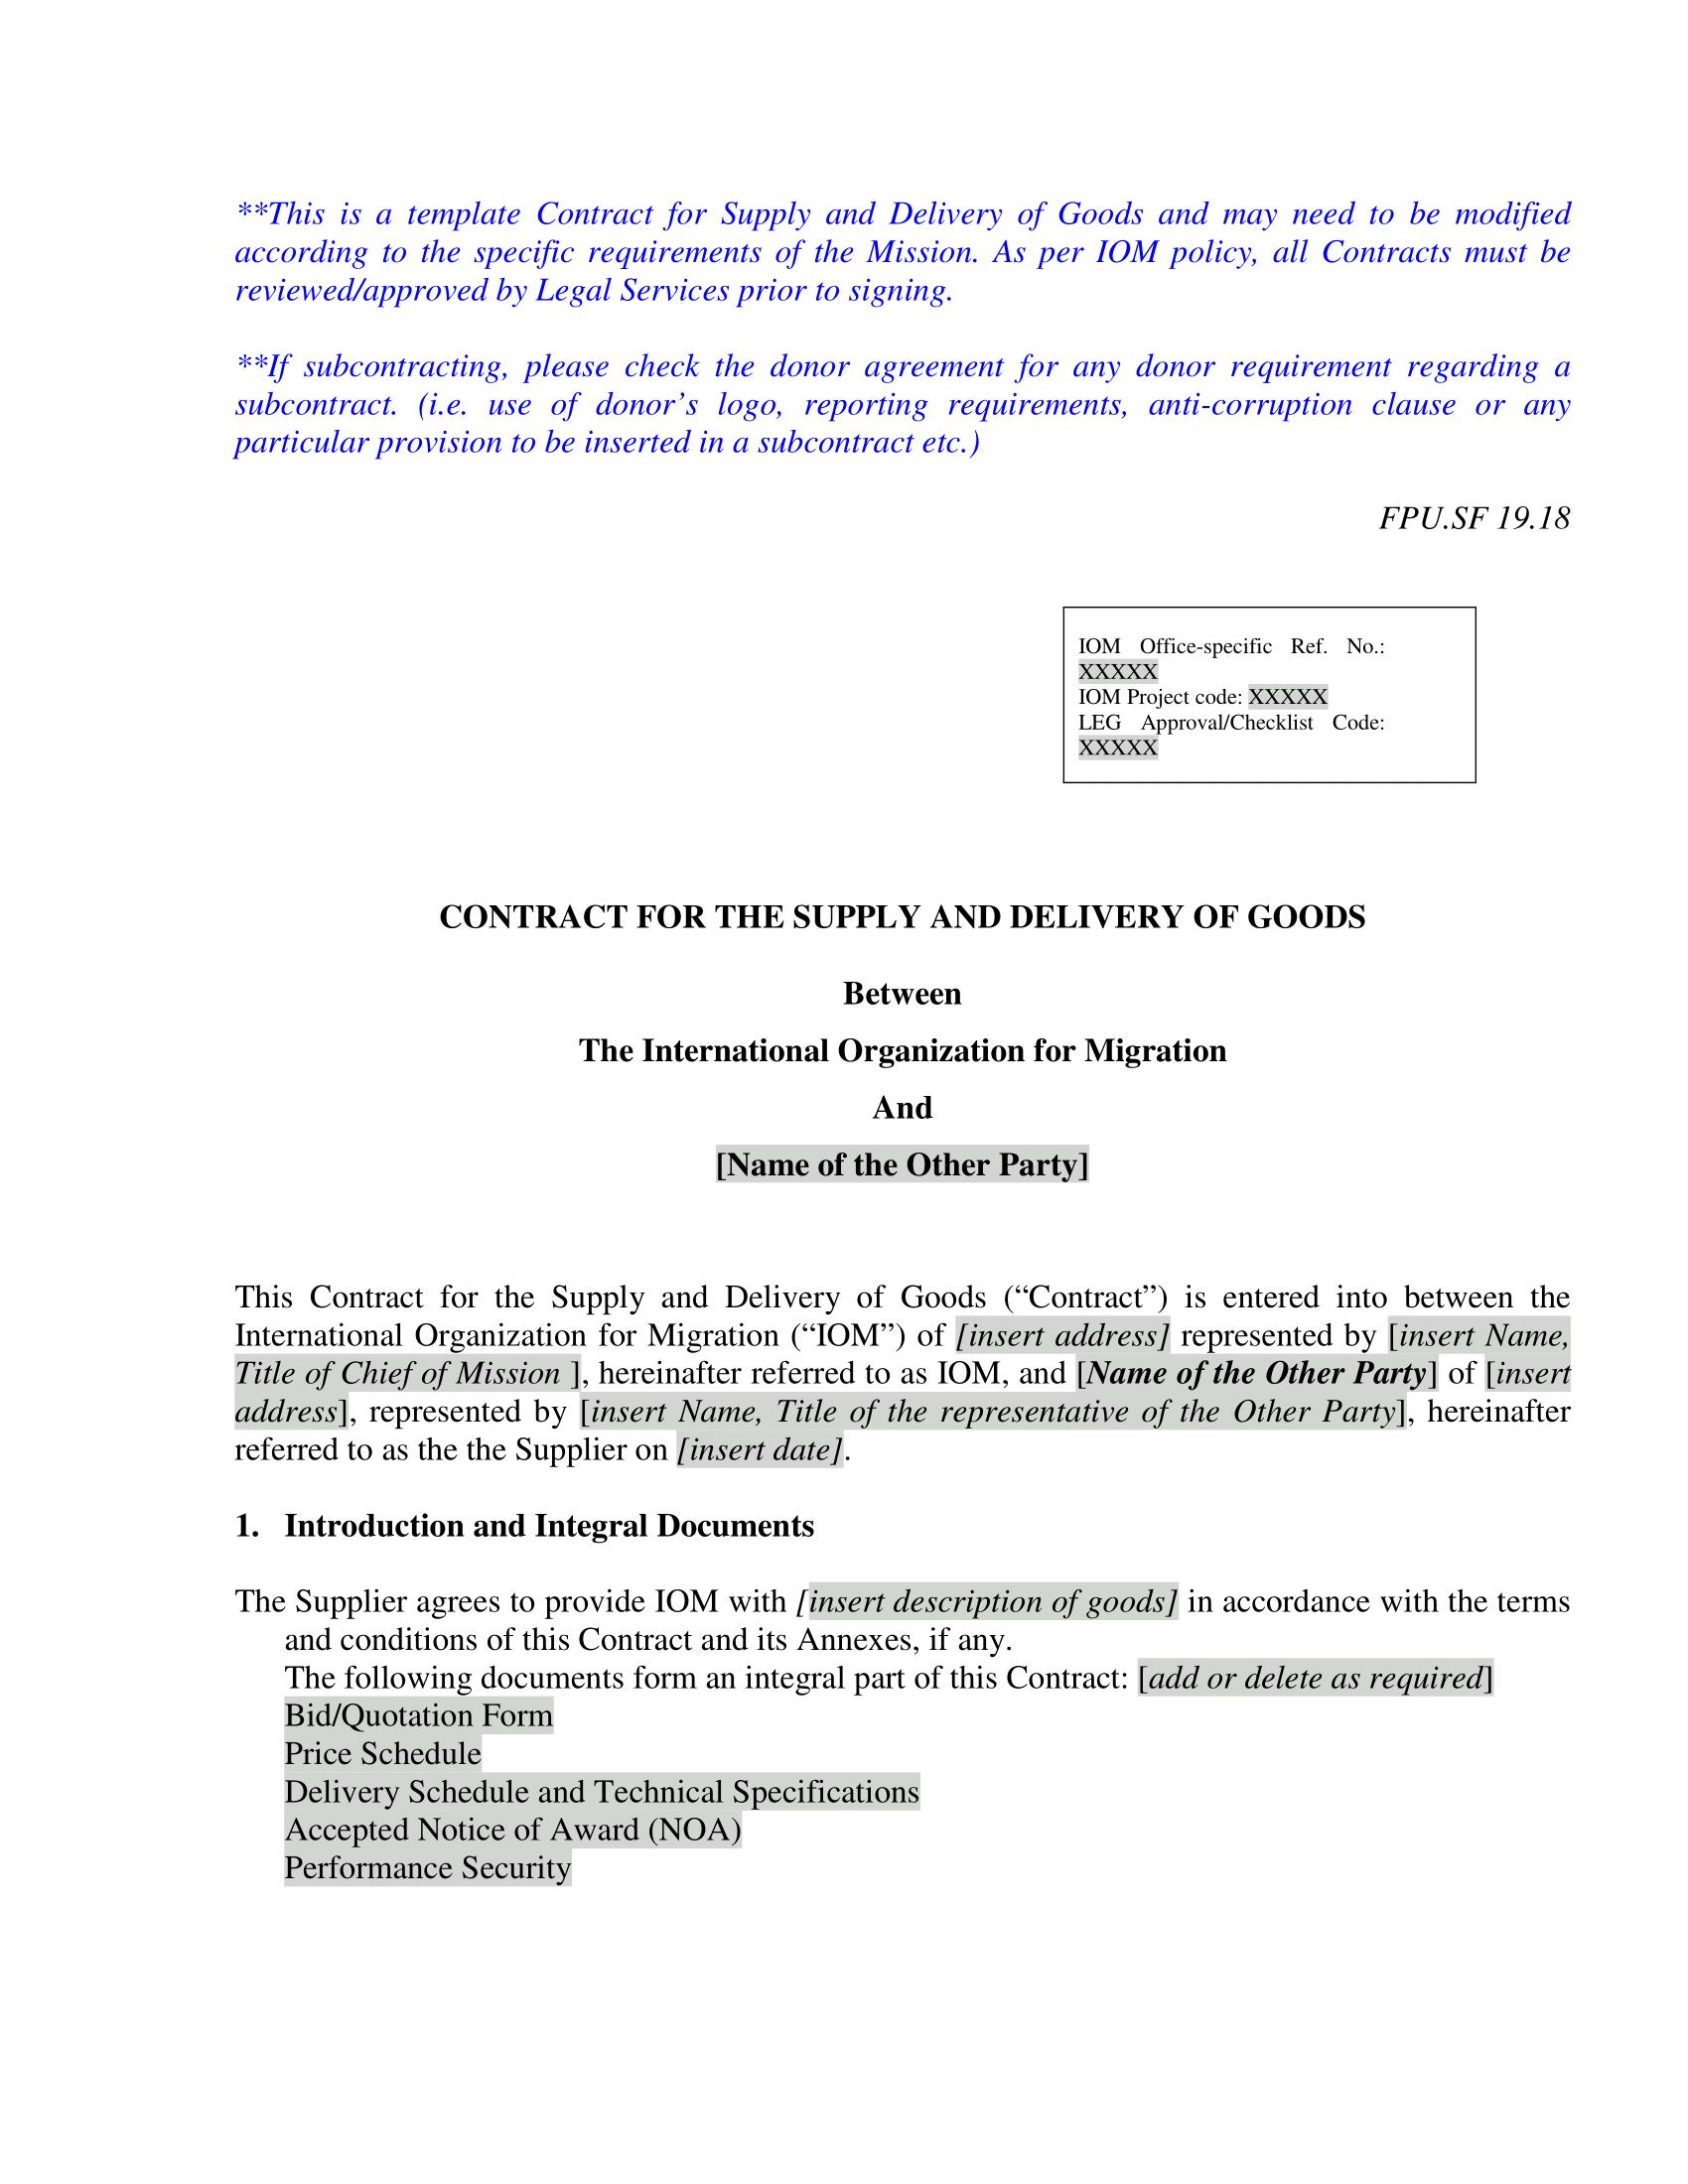 **This is a template Contract for Supply and Delivery of Goods and may need to be modified
according to the specific requirements of the Mission. As per IOM policy, all Contracts must be
reviewed/approved by Legal Services prior to signing.
**If subcontracting, please check the donor agreement for any donor requirement regarding a
subcontract. (i.e. use of donor’s logo, reporting requirements, anti-corruption clause or any
particular provision to be inserted in a subcontract etc.)
FPU.SF 19.18
IOM Office-specific Ref. No.:
XXXXX
IOM Project code: XXXXX
LEG Approval/Checklist Code:
XXXXX
CONTRACT FOR THE SUPPLY AND DELIVERY OF GOODS
Between
The International Organization for Migration
And
[Name of the Other Party]
This Contract for the Supply and Delivery of Goods (“Contract”) is entered into between the
International Organization for Migration (“IOM”) of [insert address] represented by [insert Name,
Title of Chief of Mission ], hereinafter referred to as IOM, and [Name of the Other Party] of [insert
address], represented by [insert Name, Title of the representative of the Other Party], hereinafter
referred to as the the Supplier on [insert date].
1. Introduction and Integral Documents
The Supplier agrees to provide IOM with [insert description of goods] in accordance with the terms
and conditions of this Contract and its Annexes, if any.
The following documents form an integral part of this Contract: [add or delete as required]
Bid/Quotation Form
Price Schedule
Delivery Schedule and Technical Specifications
Accepted Notice of Award (NOA)
Performance Security